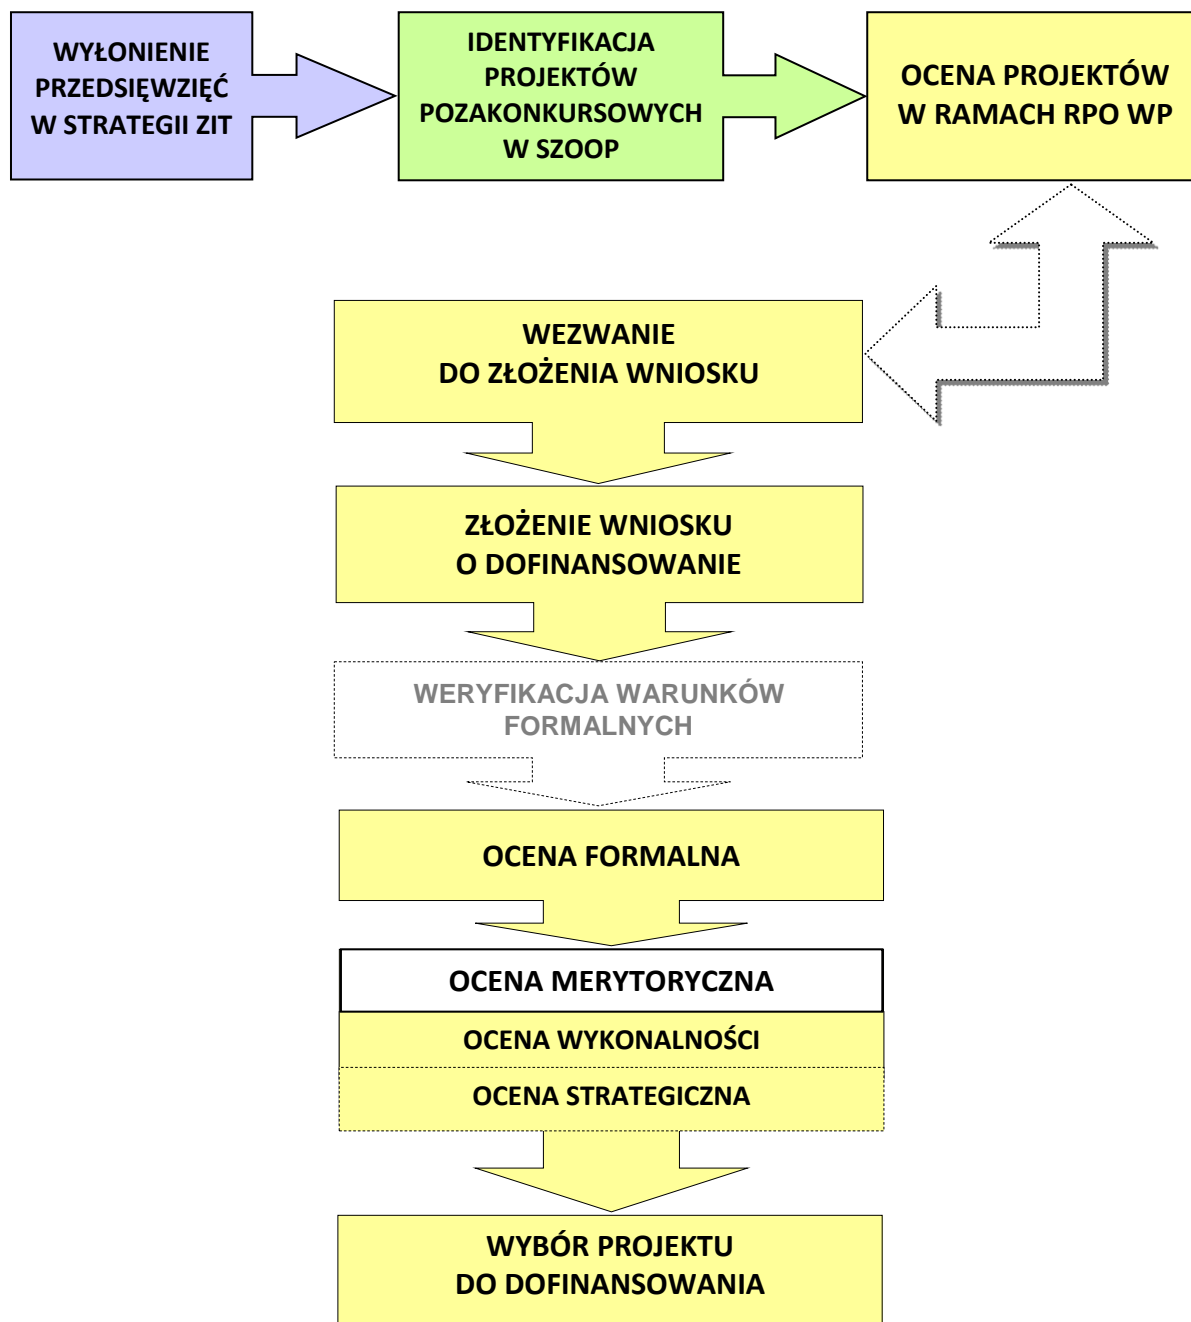 WYŁONIENIE
PRZEDSIĘWZIĘĆ
W STRATEGII ZIT
IDENTYFIKACJA
PROJEKTÓW
POZAKONKURSOWYCH
W SZOOP
OCENA PROJEKTÓW
W RAMACH RPO WP
WEZWANIE
DO ZŁOŻENIA WNIOSKU
ZŁOŻENIE WNIOSKU
O DOFINANSOWANIE
WERYFIKACJA WARUNKÓW
FORMALNYCH
OCENA FORMALNA
OCENA MERYTORYCZNA
OCENA WYKONALNOŚCI
OCENA STRATEGICZNA
WYBÓR PROJEKTU
DO DOFINANSOWANIA